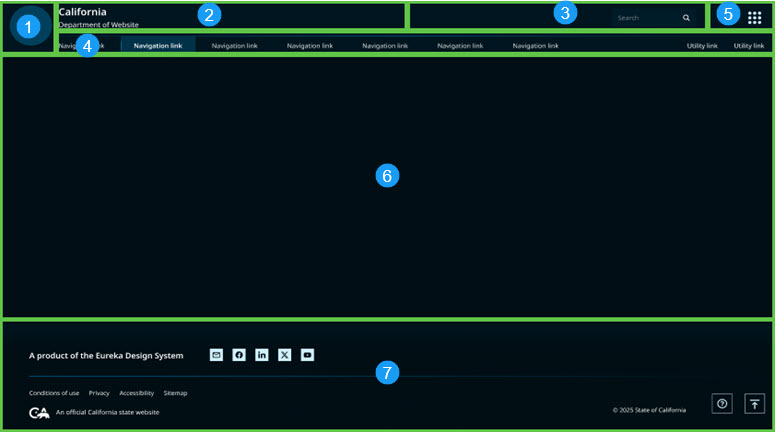 1
California
Department of Website
2
Search
3
5
4
Navigation link
Navigation link
Navigation link
Navigation link
Navigation link
Navigation link
Navigation link
Utility link
Utility link
6
A product of the Eureka Design System
in
X
7
Conditions of use
Privacy
Accessibility
Sitemap
CA
An official California state website
© 2025 State of California